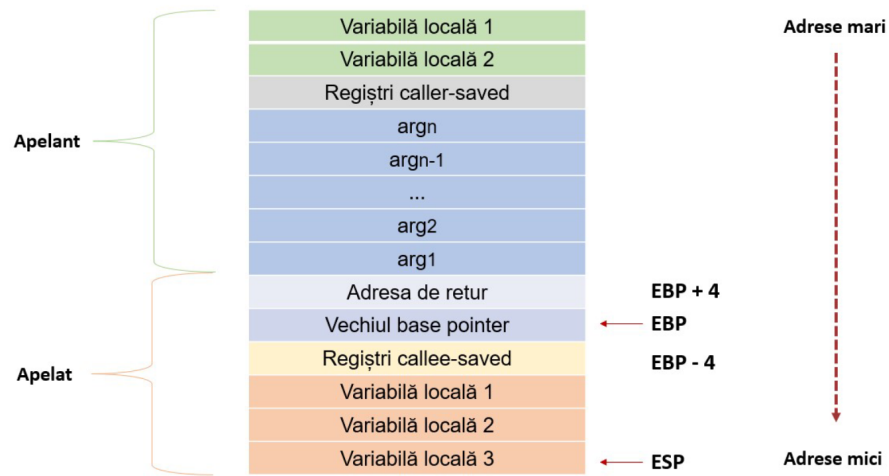 Variabilă locală 1
Adrese mari
Variabilă locală 2
Regiștri caller-saved
argn
Apelant
argn-1
...
arg2
arg1
Adresa de retur
EBP + 4
Vechiul base pointer
EBP
Regiștri callee-saved
EBP - 4
Apelat
Variabilă locală 1
Variabilă locală 2
Variabilă locală 3
ESP
Adrese mici